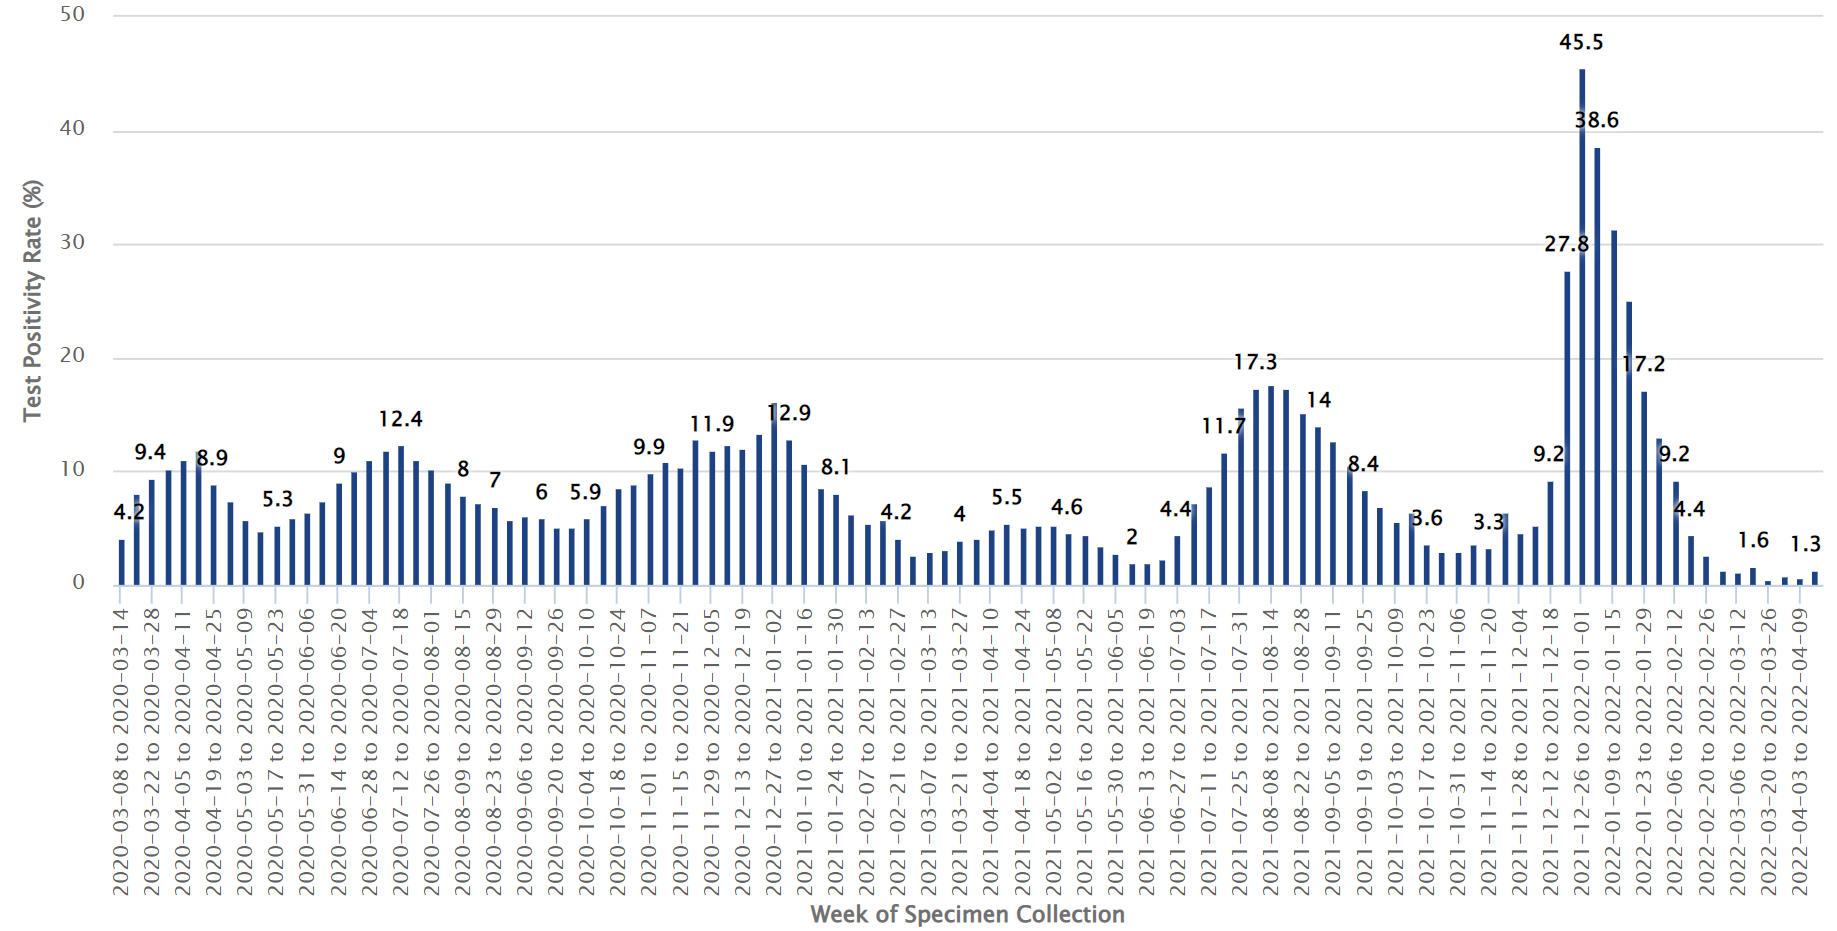 50
40
30
20
10
0
Test Positivity Rate (%)
4.2
9.4
8.9
5.3
9
12.4
8
7
6
5.9
9.9
11.9
12.9
8.1
4.2
4
5.5
4.6
2
4.4
11.7
17.3
14
8.4
3.6
3.3
9.2
27.8
45.5
38.6
17.2
9.2
4.4
1.6
1.3
2020-03-08 to 2020-03-14
2020-03-22 to 2020-03-28
2020-04-05 to 2020-04-11
2020-04-19 to 2020-04-25
2020-05-03 to 2020-05-09
2020-05-17 to 2020-05-23
2020-05-31 to 2020-06-06
2020-06-14 to 2020-06-20
2020-06-28 to 2020-07-04
2020-07-12 to 2020-07-18
2020-07-26 to 2020-08-01
2020-08-09 to 2020-08-15
2020-08-23 to 2020-08-29
2020-09-06 to 2020-09-12
2020-09-20 to 2020-09-26
2020-10-04 to 2020-10-10
2020-10-18 to 2020-10-24
2020-11-01 to 2020-11-07
2020-11-15 to 2020-11-21
2020-11-29 to 2020-12-05
2020-12-13 to 2020-12-19
2020-12-27 to 2021-01-02
2021-01-10 to 2021-01-16
2021-01-24 to 2021-01-30
2021-02-07 to 2021-02-13
2021-02-21 to 2021-02-27
2021-03-07 to 2021-03-13
2021-03-21 to 2021-03-27
2021-04-04 to 2021-04-10
2021-04-18 to 2021-04-24
2021-05-02 to 2021-05-08
2021-05-16 to 2021-05-22
2021-05-30 to 2021-06-05
2021-06-13 to 2021-06-19
2021-06-27 to 2021-07-03
2021-07-11 to 2021-07-17
2021-07-25 to 2021-07-31
2021-08-08 to 2021-08-14
2021-08-22 to 2021-08-28
2021-09-05 to 2021-09-11
2021-09-19 to 2021-09-25
2021-10-03 to 2021-10-09
2021-10-17 to 2021-10-23
2021-10-31 to 2021-11-06
2021-11-14 to 2021-11-20
2021-11-28 to 2021-12-04
2021-12-12 to 2021-12-18
2021-12-26 to 2022-01-01
2022-01-09 to 2022-01-15
2022-01-23 to 2022-01-29
2022-02-06 to 2022-02-12
2022-02-20 to 2022-02-26
2022-03-06 to 2022-03-12
2022-03-20 to 2022-03-26
2022-04-03 to 2022-04-09
Week of Specimen Collection